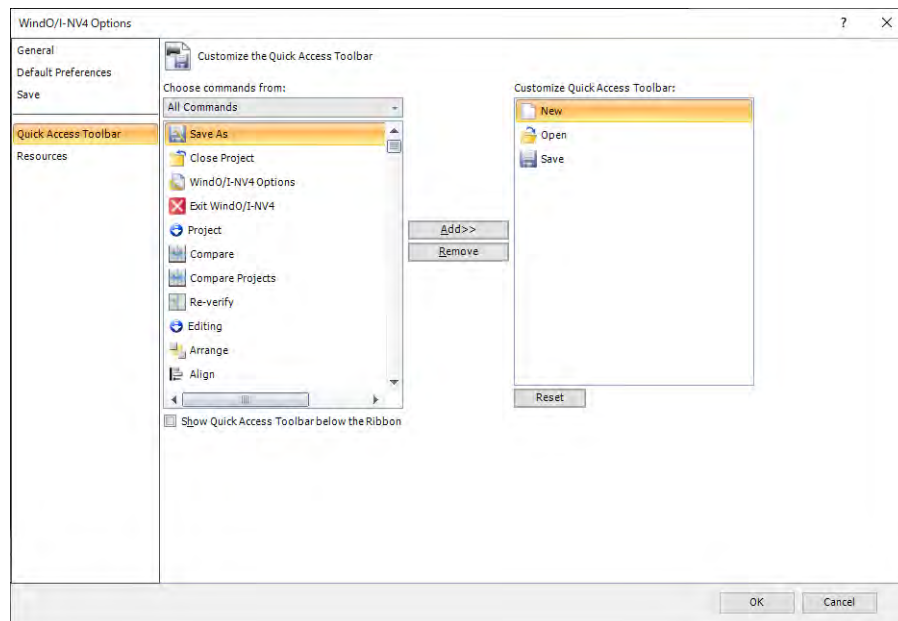 WindO/I-NV4 Options
?
General
Default Preferences
Save
Quick Access Toolbar
Resources
Customize the Quick Access Toolbar
Choose commands from:
All Commands
Save As
Close Project
WindO/I-NV4 Options
Exit WindO/I-NV4
Project
Compare
Compare Projects
Re-verify
Editing
Arrange
Align
Show Quick Access Toolbar below the Ribbon
Add>>
Remove
Customize Quick Access Toolbar:
New
Open
Save
Reset
OK
Cancel